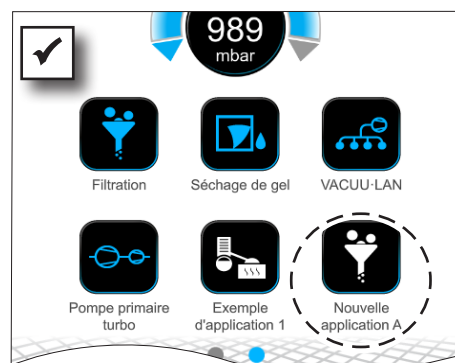 989
mbar
Filtration
Séchage de gel
VACUU·LAN
Pompe primaire
turbo
Exemple
d'application 1
Nouvelle
application A